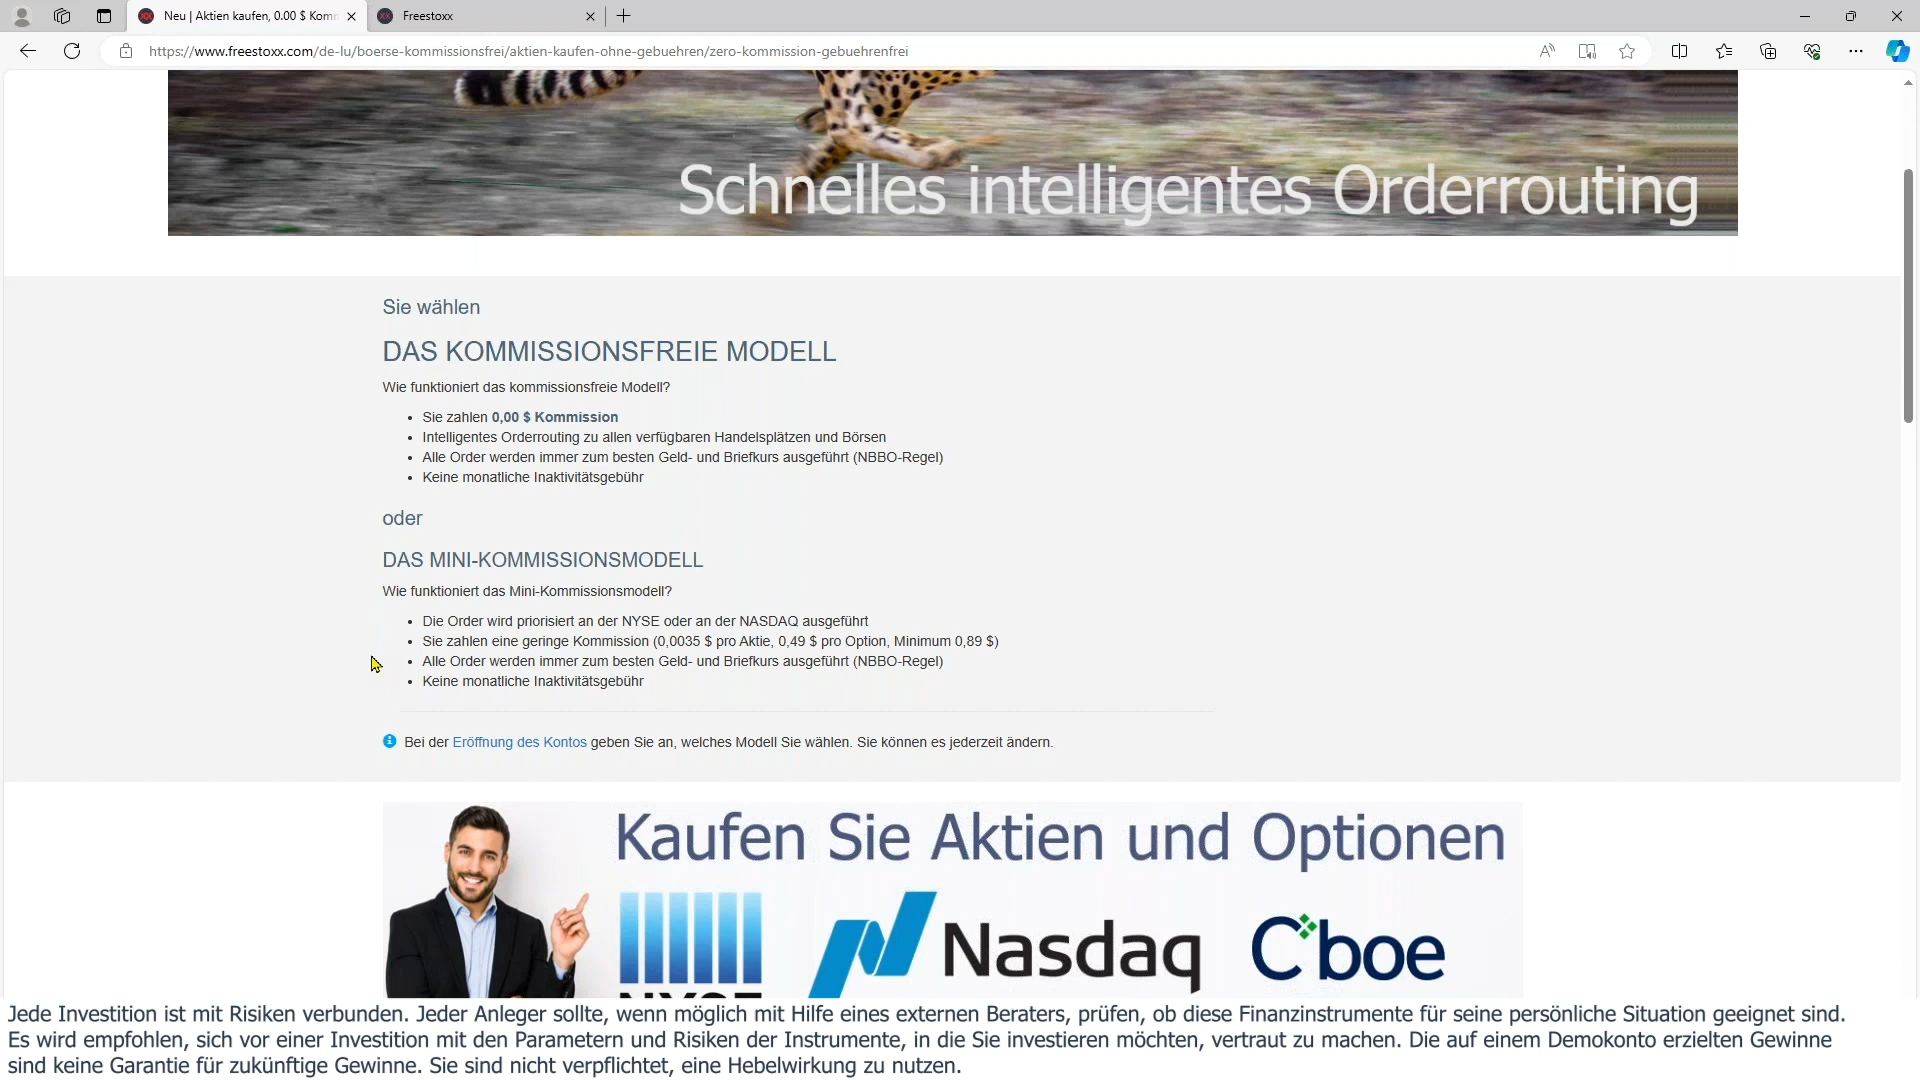 Neu | Aktien kaufen, 0.00 $ Kom
Freestoxx
https://www.freestoxx.com/de-lu/boerse-kommissionsfrei/aktien-kaufen-ohne-gebuehren/zero-kommission-gebuehrenfrei
Schnelles intelligentes Orderrouting
Sie wählen
DAS KOMMISSIONSFREIE MODELL
Wie funktioniert das kommissionsfreie Modell?
• Sie zahlen 0,00 $ Kommission
• Intelligentes Orderrouting zu allen verfügbaren Handelsplätzen und Börsen
• Alle Order werden immer zum besten Geld- und Briefkurs ausgeführt (NBBO-Regel)
• Keine monatliche Inaktivitätsgebühr
oder
DAS MINI-KOMMISSIONSMODELL
Wie funktioniert das Mini-Kommissionsmodell?
• Die Order wird priorisiert an der NYSE oder an der NASDAQ ausgeführt
• Sie zahlen eine geringe Kommission (0,0035 $ pro Aktie, 0,49 $ pro Option, Minimum 0,89 $)
• Alle Order werden immer zum besten Geld- und Briefkurs ausgeführt (NBBO-Regel)
• Keine monatliche Inaktivitätsgebühr
Bei der Eröffnung des Kontos geben Sie an, welches Modell Sie wählen. Sie können es jederzeit ändern.
Kaufen Sie Aktien und Optionen
Nasdaq
Cboe
Jede Investition ist mit Risiken verbunden. Jeder Anleger sollte, wenn möglich mit Hilfe eines externen Beraters, prüfen, ob diese Finanzinstrumente für seine persönliche Situation geeignet sind.
Es wird empfohlen, sich vor einer Investition mit den Parametern und Risiken der Instrumente, in die Sie investieren möchten, vertraut zu machen. Die auf einem Demokonto erzielten Gewinne
sind keine Garantie für zukünftige Gewinne. Sie sind nicht verpflichtet, eine Hebelwirkung zu nutzen.